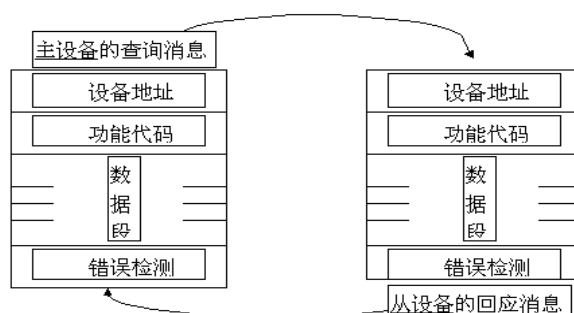 主设备的查询消息
设备地址
功能代码
数
据
段
错误检测
设备地址
功能代码
数
据
段
错误检测
从设备的回应消息